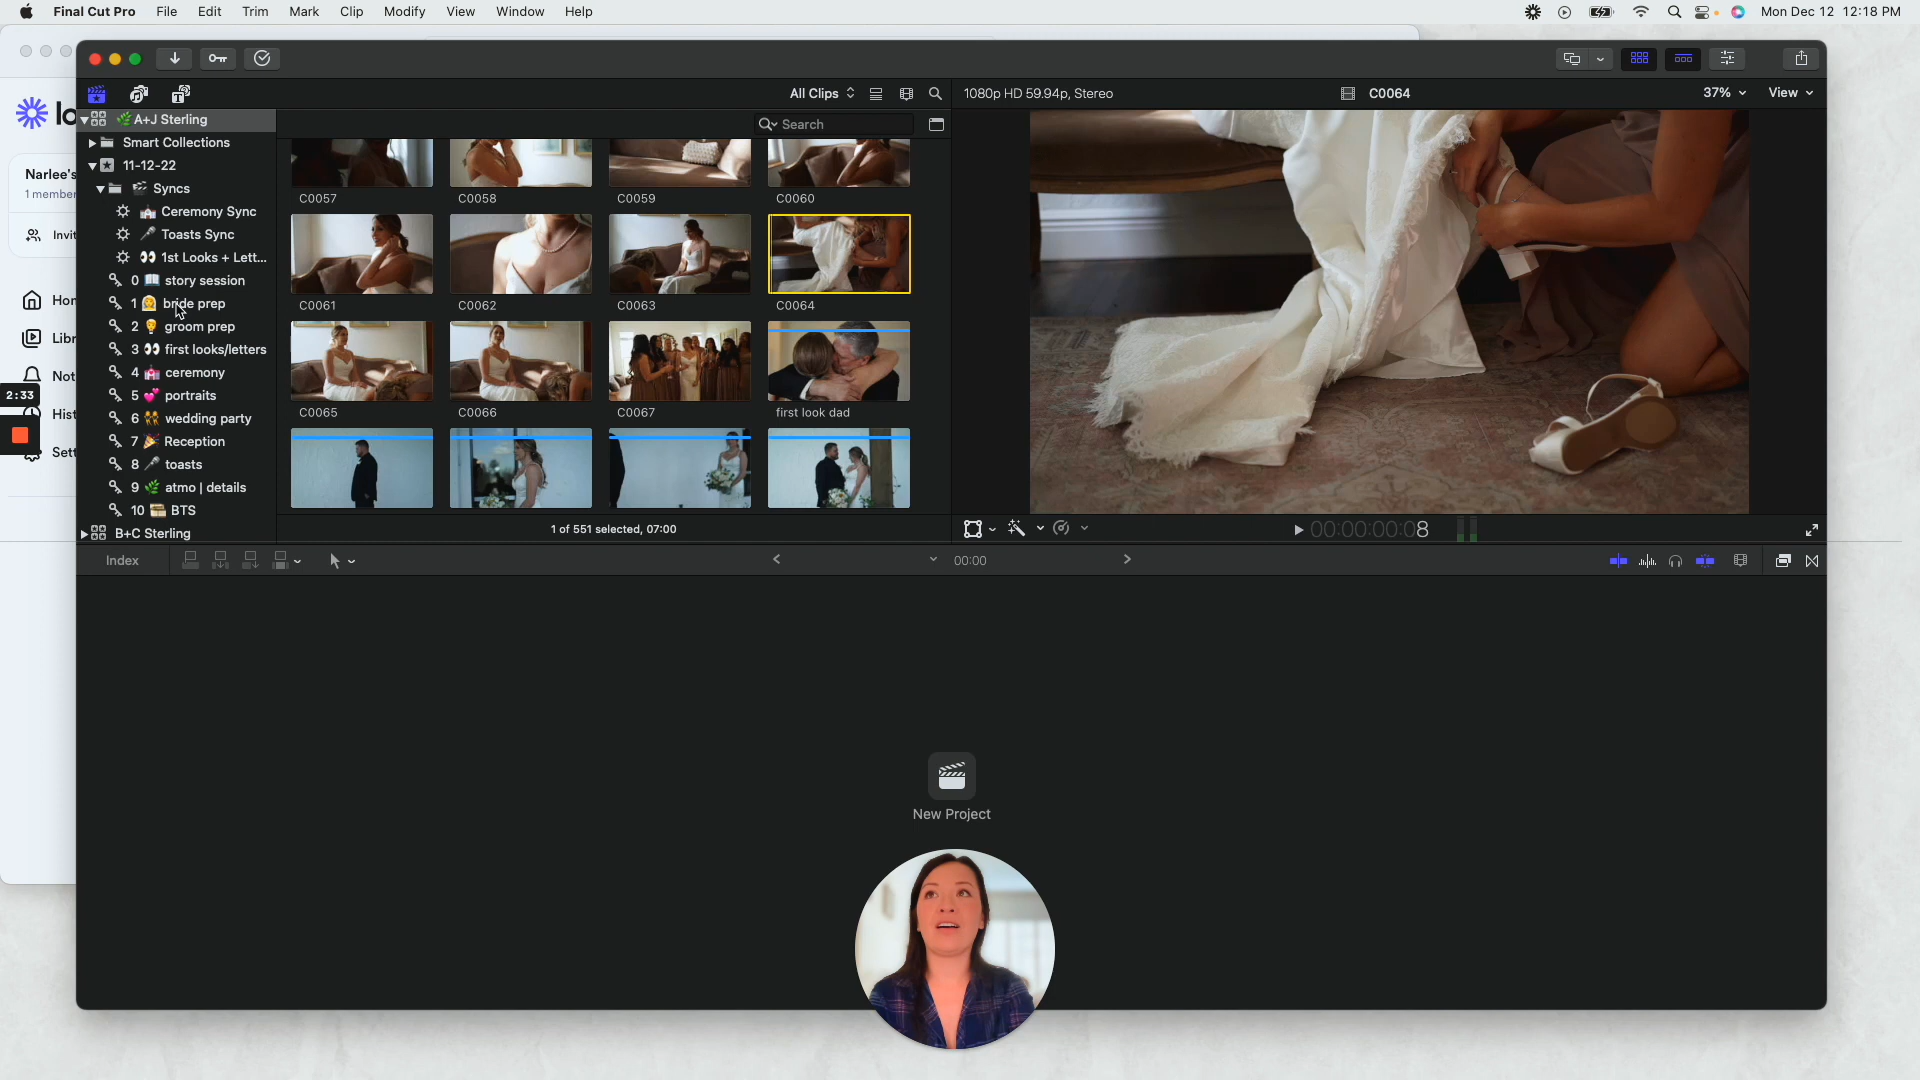 Final Cut Pro File Edit Trim Mark Clip Modify View Window Help Mon Dec 12 12:18 PM
All Clips
1080p HD 59.94p, Stereo
C0064
37%
View
lo
A+J Sterling
Search
Smart Collections
11-12-22
Syncs
Ceremony Sync
Toasts Sync
1st Looks + Lett...
0 story session
1 bride prep
2 groom prep
3 first looks/letters
4 ceremony
5 portraits
6 wedding party
7 Reception
8 toasts
9 atmo | details
10 BTS
B+C Sterling
Narlee's
1 member
Invit
Hor
Libr
Not
2:33
Hist
Sett
C0057 C0058 C0059 C0060
C0061 C0062 C0063 C0064
C0065 C0066 C0067 first look dad
1 of 551 selected, 07:00
00:00:00:08
Index
00:00
New Project